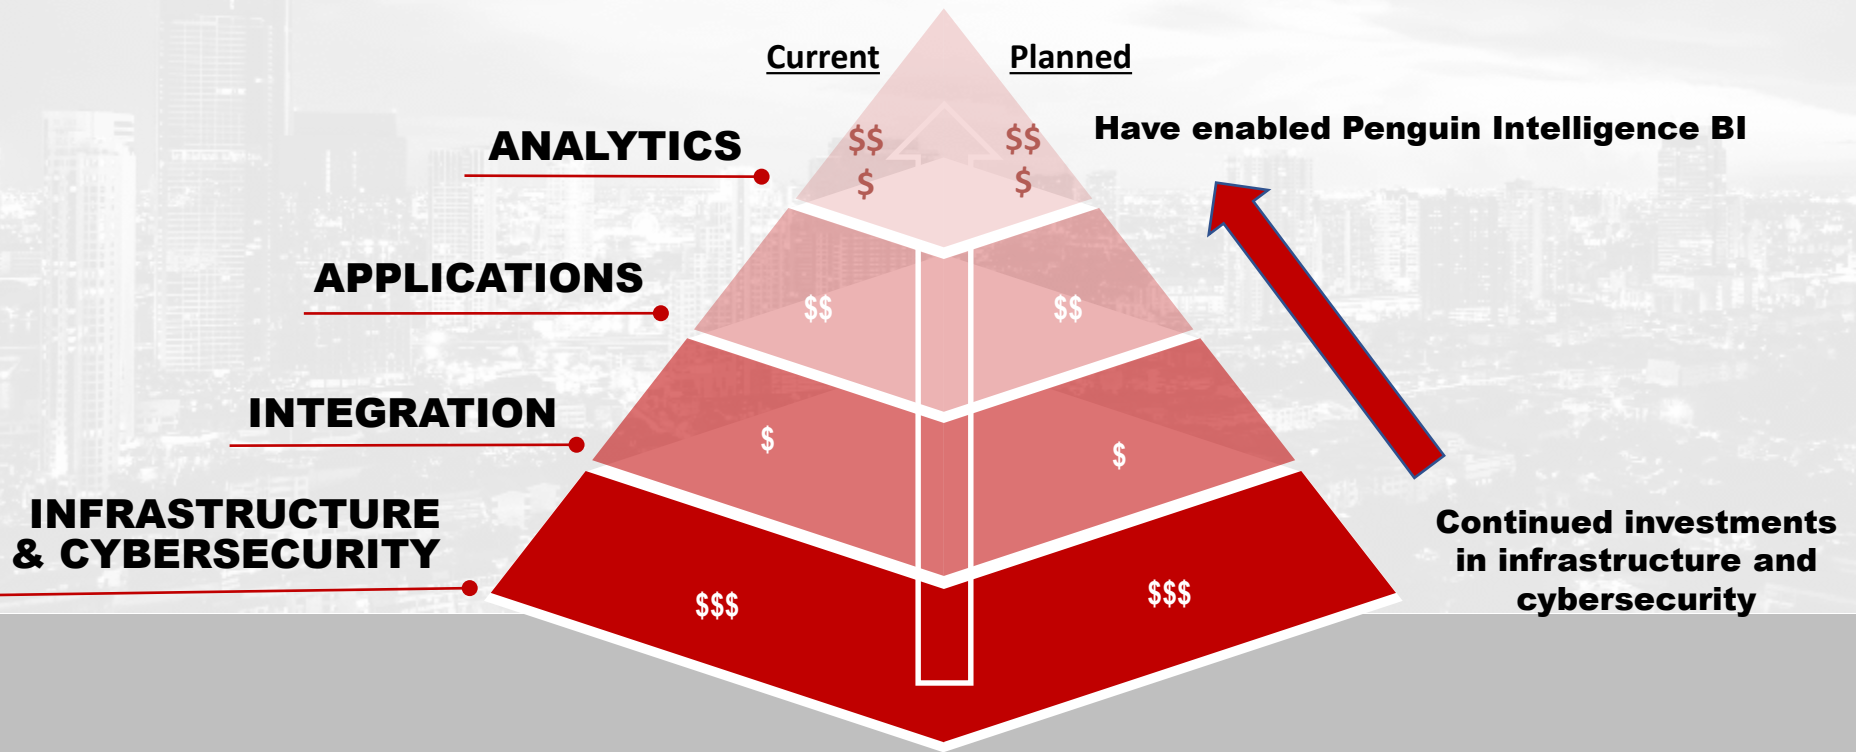 Current
Planned
ANALYTICS
$$
$
$$
$
Have enabled Penguin Intelligence BI
APPLICATIONS
$$
$$
INTEGRATION
$
$
INFRASTRUCTURE
& CYBERSECURITY
$$$
$$$
Continued investments
in infrastructure and
cybersecurity